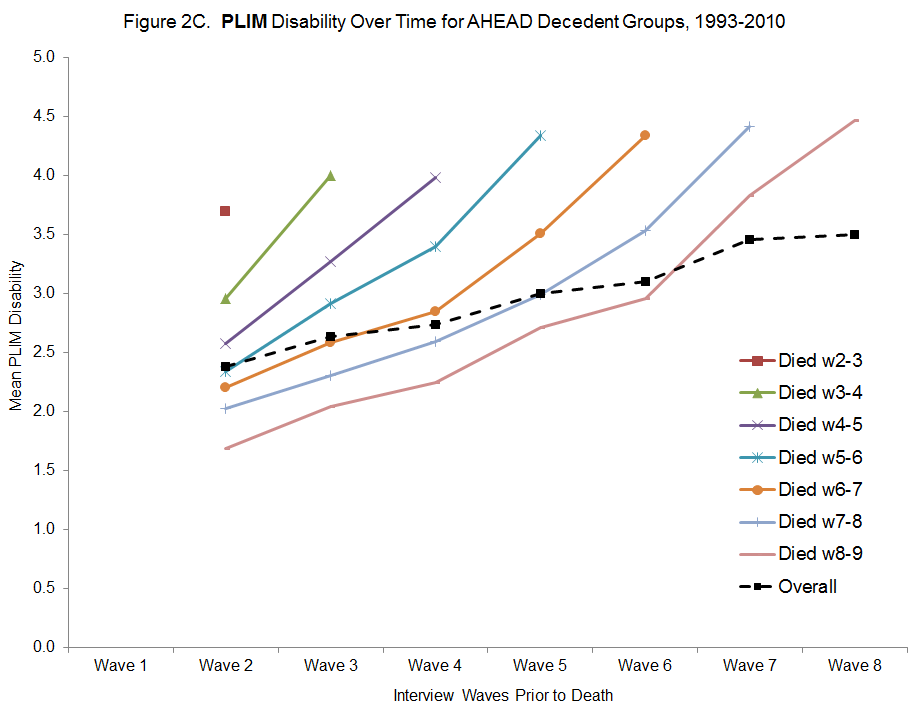 Figure 2C.  PLIM Disability Over Time for AHEAD Decedent Groups, 1993-2010
5.0
4.5
4.0
3.5
3.0
2.5
2.0
1.5
1.0
0.5
0.0
Mean PLIM Disability
Died w2-3
Died w3-4
Died w4-5
Died w5-6
Died w6-7
Died w7-8
Died w8-9
Overall
Wave 1 Wave 2 Wave 3 Wave 4 Wave 5 Wave 6 Wave 7 Wave 8
Interview Waves Prior to Death